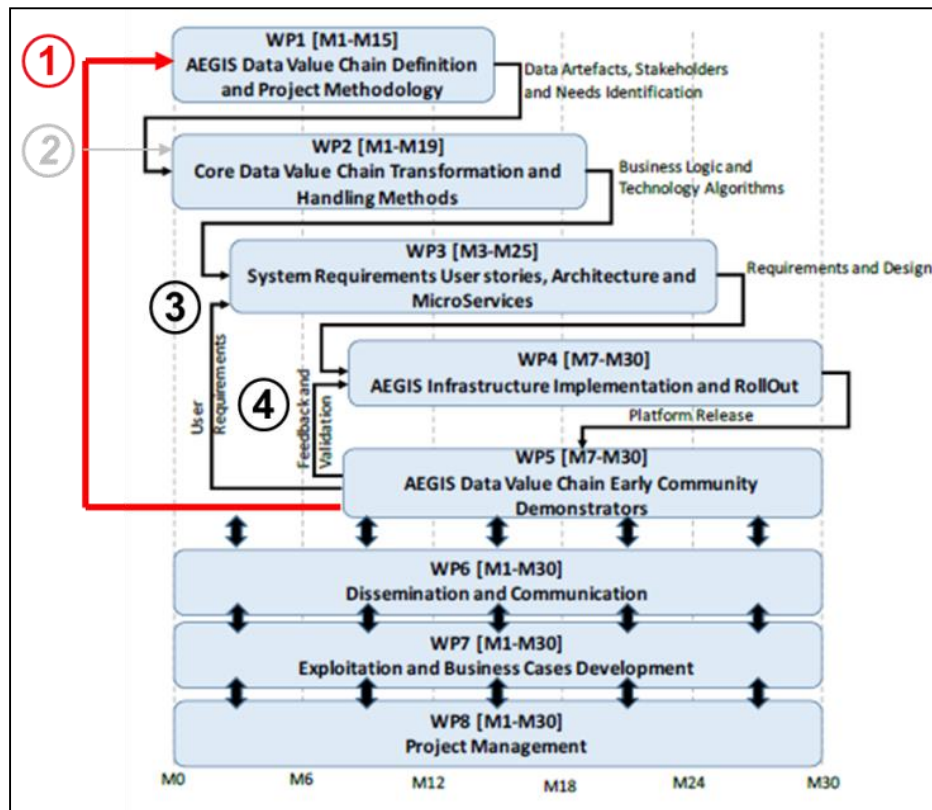 1
WP1 [M1-M15]
AEGIS Data Value Chain Definition
and Project Methodology
Data Artefacts, Stakeholders
and Needs Identification
2
WP2 [M1-M19]
Core Data Value Chain Transformation and
Handling Methods
Business Logic and
Technology Algorithms
3
WP3 [M3-M25]
System Requirements User stories, Architecture and
MicroServices
Requirements and Design
User
Requirements
4
Feedback and
Validation
WP4 [M7-M30]
AEGIS Infrastructure Implementation and RollOut
Platform Release
WP5 [M7-M30]
AEGIS Data Value Chain Early Community
Demonstrators
WP6 [M1-M30]
Dissemination and Communication
WP7 [M1-M30]
Exploitation and Business Cases Development
WP8 [M1-M30]
Project Management
M0
M6
M12
M18
M24
M30